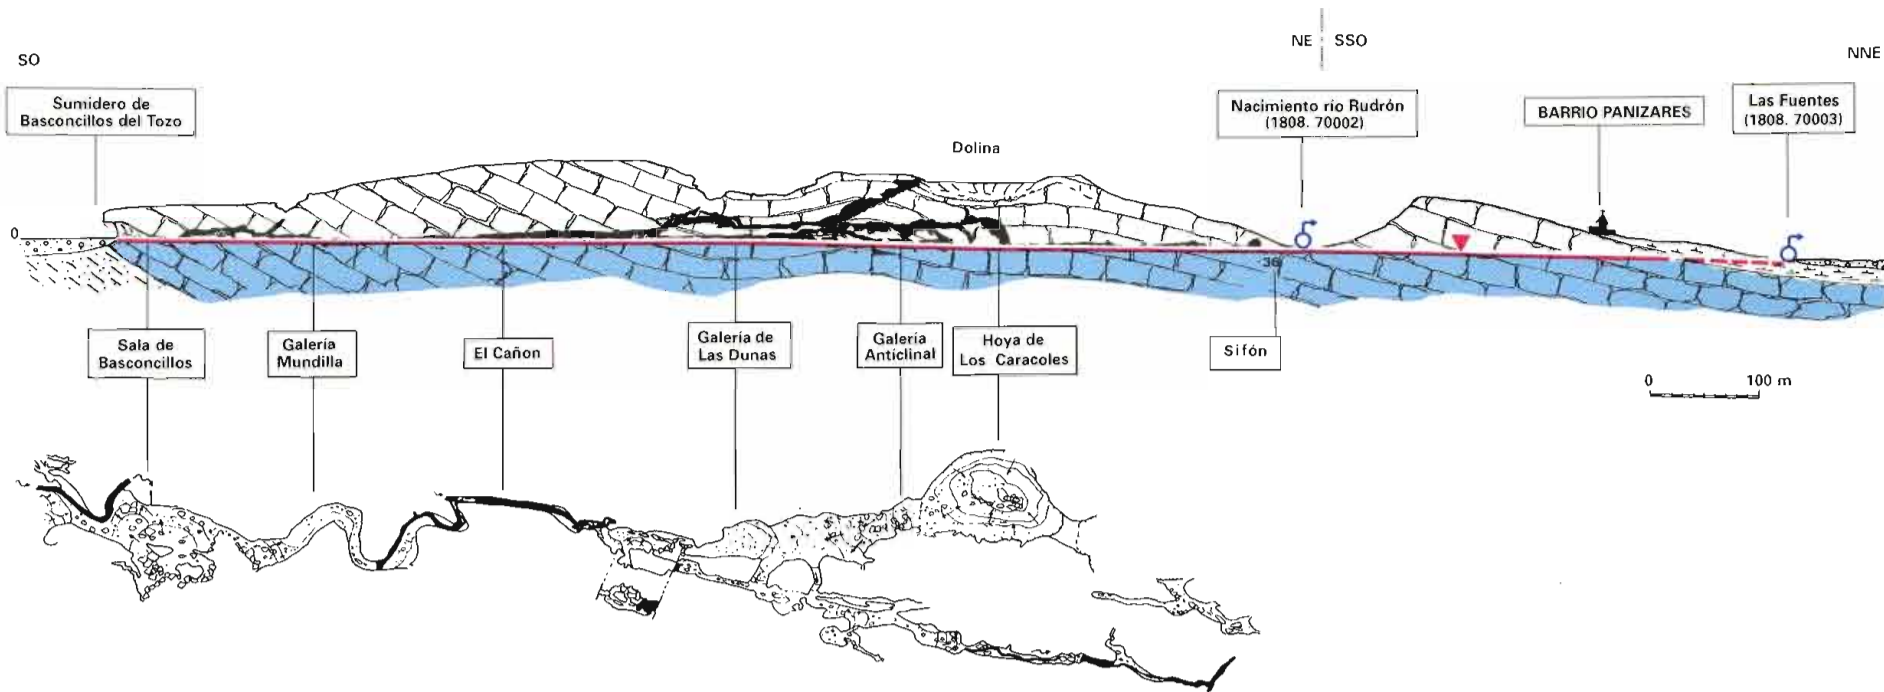 SO
NE
SSO
NNE
Sumidero de
Basconcillos del Tozo
Nacimiento río Rudrón
(1808. 70002)
BARRIO PANIZARES
Las Fuentes
(1808. 70003)
Dolina
0
36
Sala de
Basconcillos
Galería
Mundilla
El Cañon
Galería de
Las Dunas
Galería
Anticlinal
Hoya de
Los Caracoles
Sifón
0 100 m